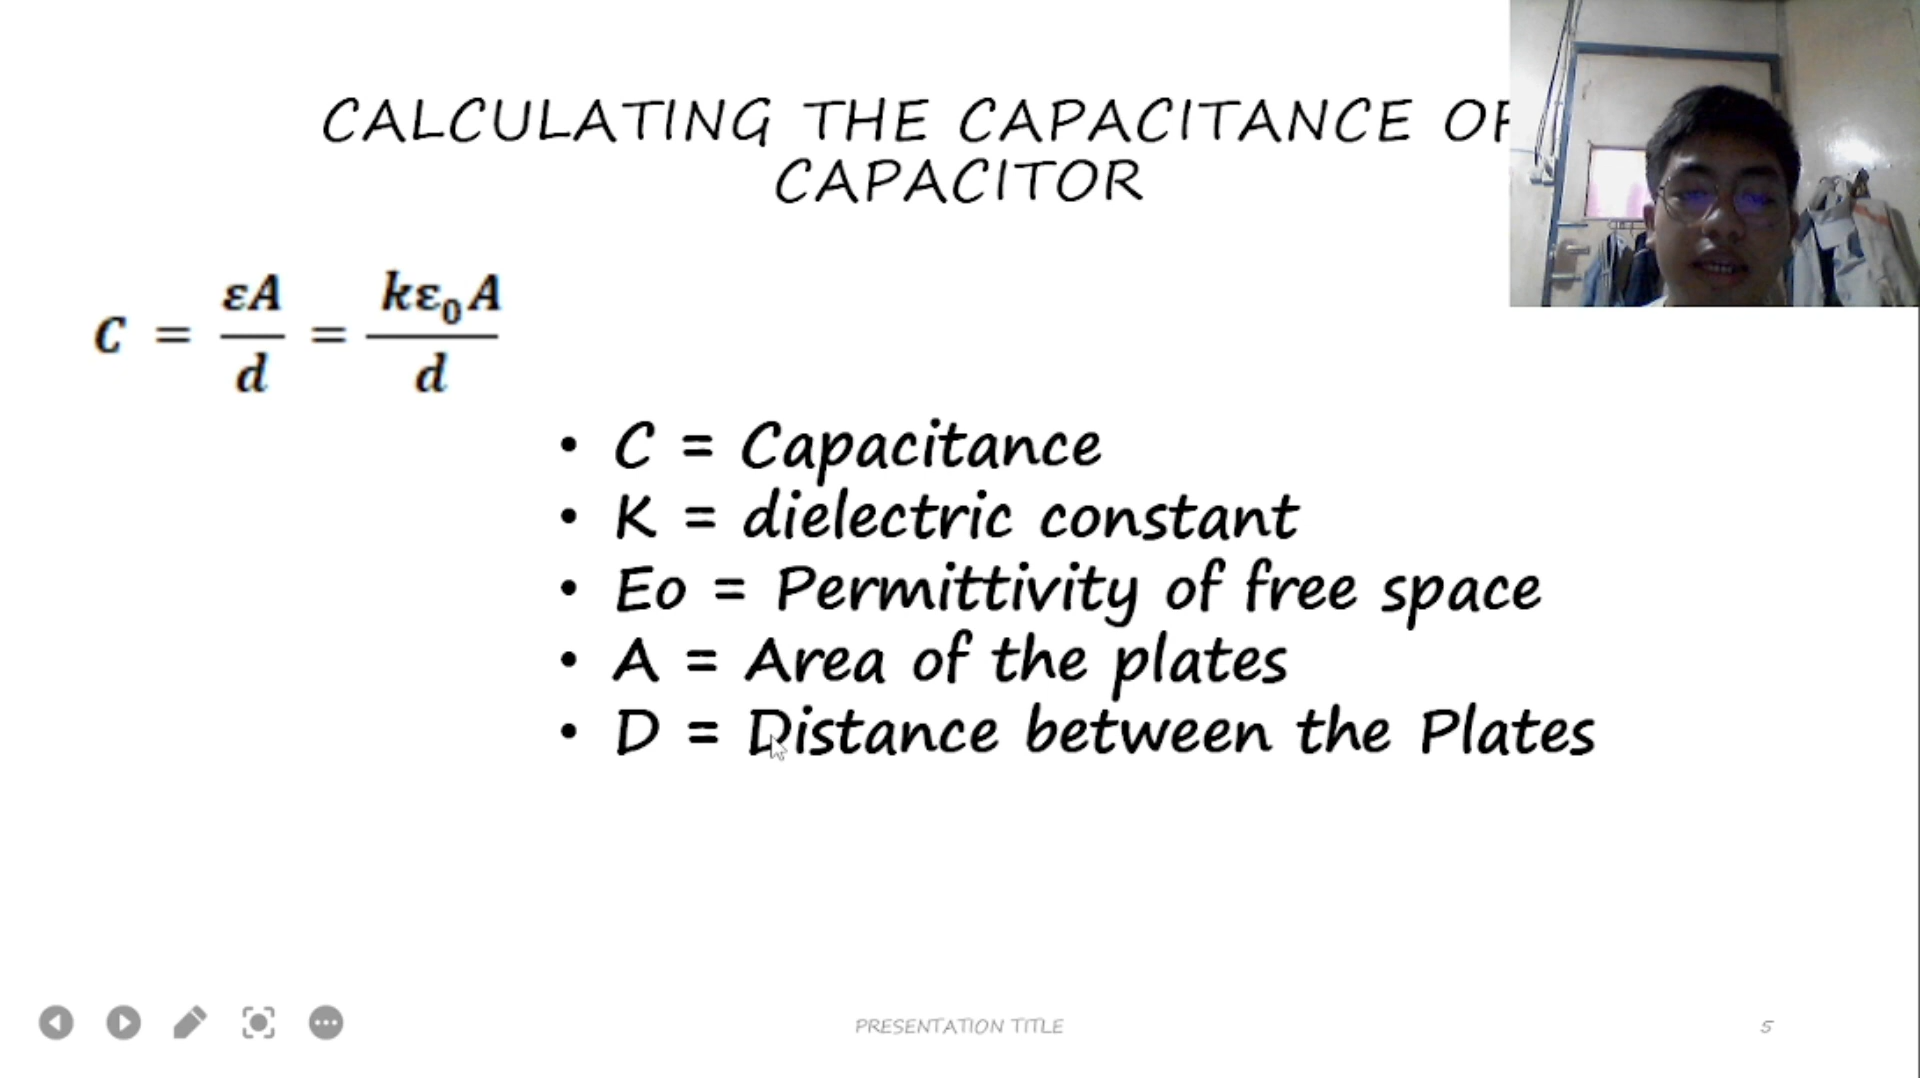 CALCULATING THE CAPACITANCE OF
CAPACITOR
C = εA/d = kε₀A/d
• C = Capacitance
• K = dielectric constant
• Eo = Permittivity of free space
• A = Area of the plates
• D = Distance between the Plates
PRESENTATION TITLE
5